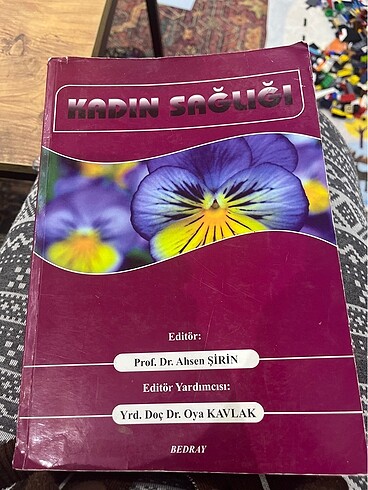 KADIN SAĞLIĞI
Editör:
Prof. Dr. Ahsen ŞİRİN
Editör Yardımcısı:
Yrd. Doç Dr. Oya KAVLAK
BEDRAY